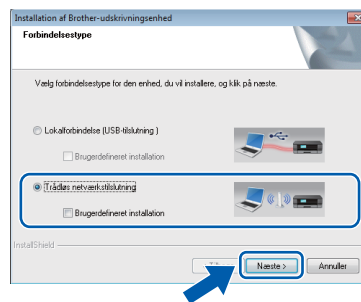 Installation af Brother-udskrivningsenhed
Forbindelsestype
Vælg forbindelsestype for den enhed, du vil installere, og klik på næste.
Lokalforbindelse (USB-tilslutning )
Brugerdefineret installation
Trådløs netværkstilslutning
Brugerdefineret installation
InstallShield
Næste >
Annuller